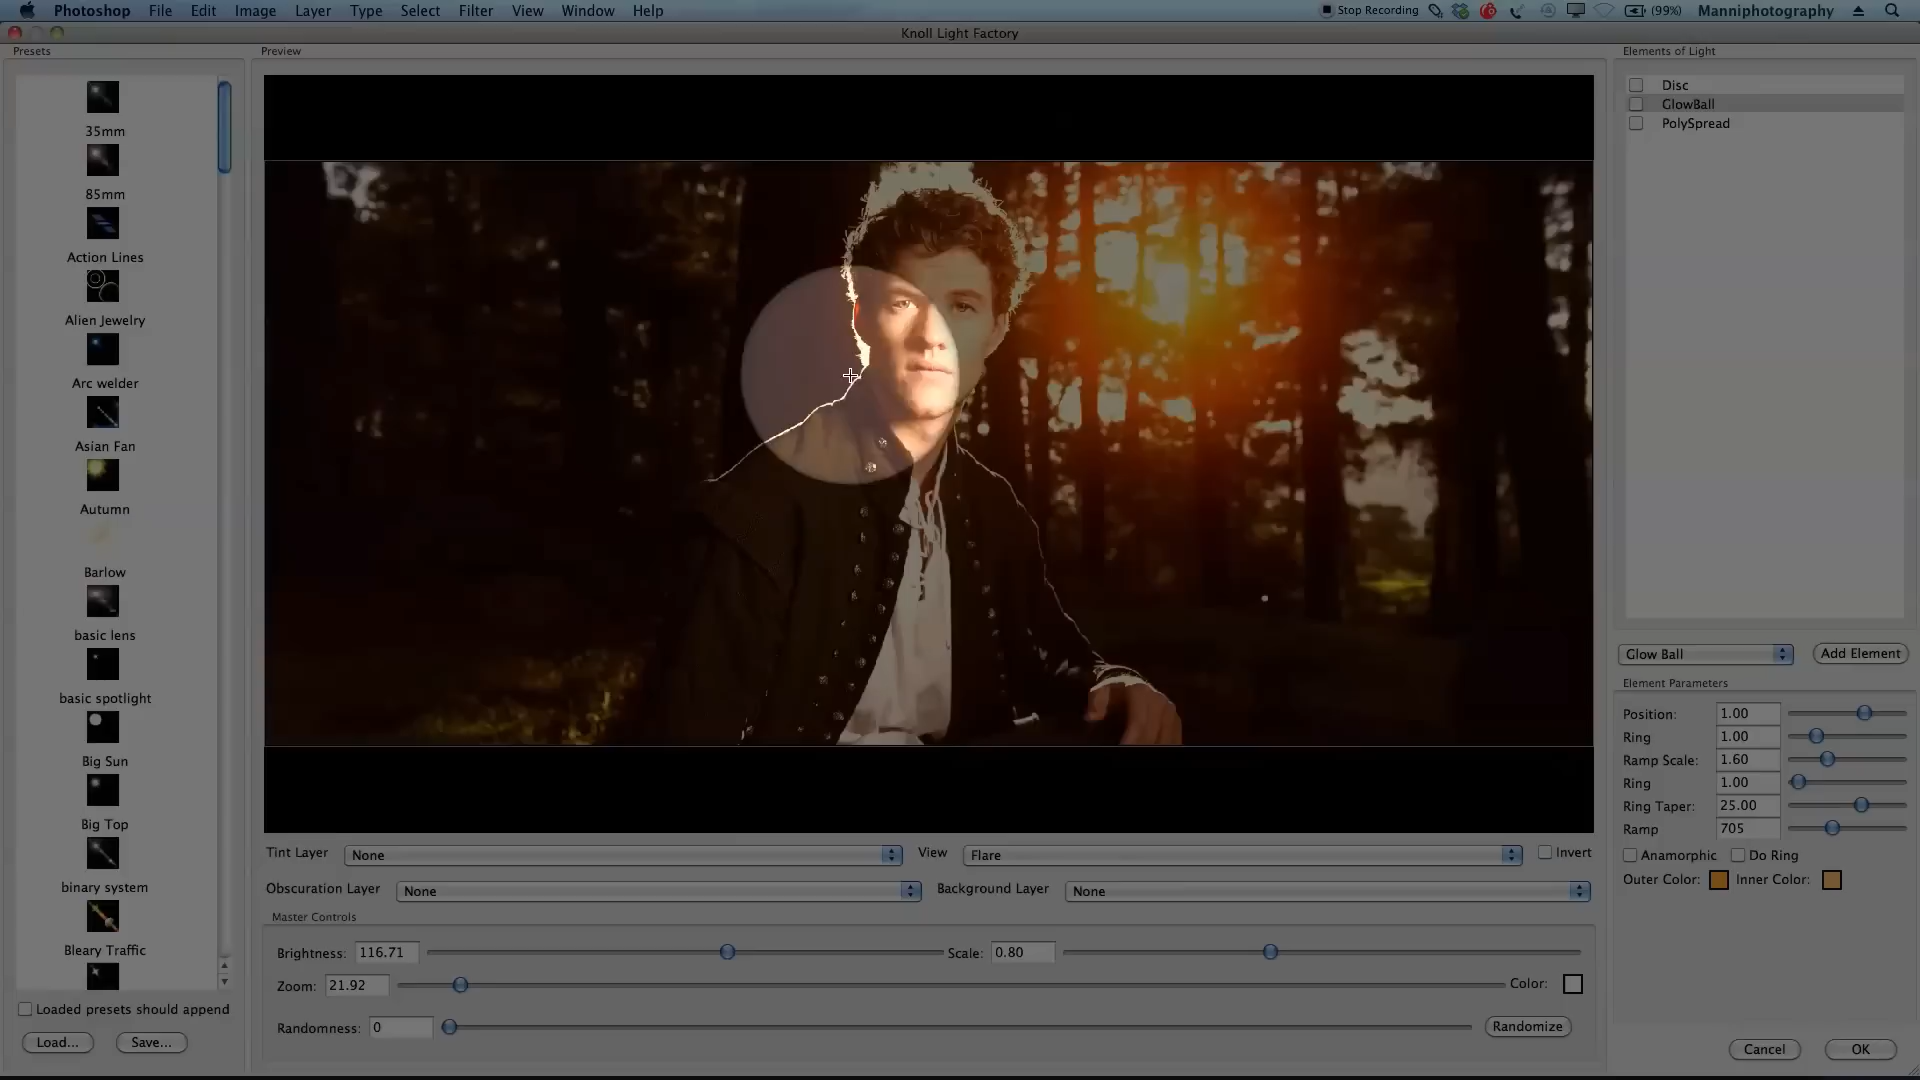 Photoshop File Edit Image Layer Type Select Filter View Window Help Stop Recording (99%) Manniphotography
Knoll Light Factory
Presets
Preview
Elements of Light
35mm
85mm
Action Lines
Alien Jewelry
Arc welder
Asian Fan
Autumn
Barlow
basic lens
basic spotlight
Big Sun
Big Top
binary system
Bleary Traffic
Loaded presets should append
Load... Save...
Tint Layer None View Flare Invert
Obscuration Layer None Background Layer None
Master Controls
Brightness: 116.71 Scale: 0.80
Zoom: 21.92 Color:
Randomness: 0 Randomize
Disc
GlowBall
PolySpread
Glow Ball Add Element
Element Parameters
Position: 1.00
Ring 1.00
Ramp Scale: 1.60
Ring 1.00
Ring Taper: 25.00
Ramp 705
Anamorphic Do Ring
Outer Color: Inner Color:
Cancel OK